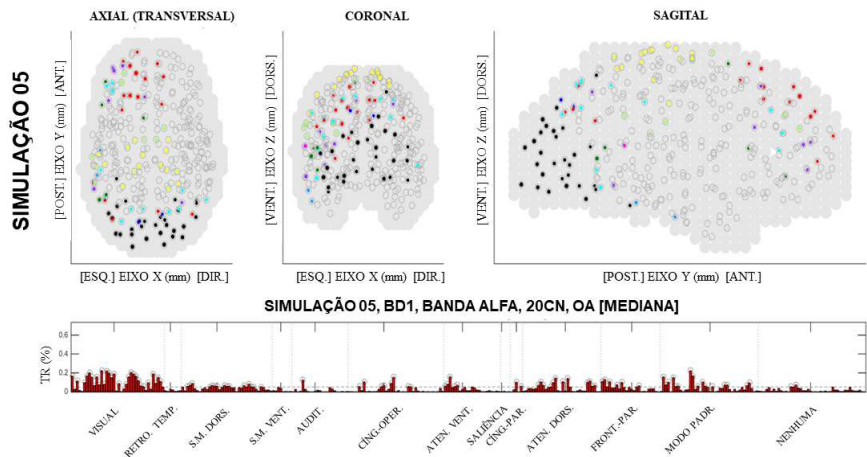 AXIAL (TRANSVERSAL)
CORONAL
SAGITAL
SIMULAÇÃO 05
[POST.] EIXO Y (mm) [ANT.]
[VENT.] EIXO Z (mm) [DORS.]
[VENT.] EIXO Z (mm) [DORS.]
[ESQ.] EIXO X (mm) [DIR.]
[ESQ.] EIXO X (mm) [DIR.]
[POST.] EIXO Y (mm) [ANT.]
SIMULAÇÃO 05, BD1, BANDA ALFA, 20CN, OA [MEDIANA]
TR (%)
0.6
0.4
0.2
0
VISUAL
RETRO. TEMP.
S.M. DORS.
S.M. VENT.
AUDIT.
CÍNG-OPER.
ATEN. VENT.
SALIÊNCIA
CÍNG-PAR.
ATEN. DORS.
FRONT.-PAR.
MODO PADR.
NENHUMA